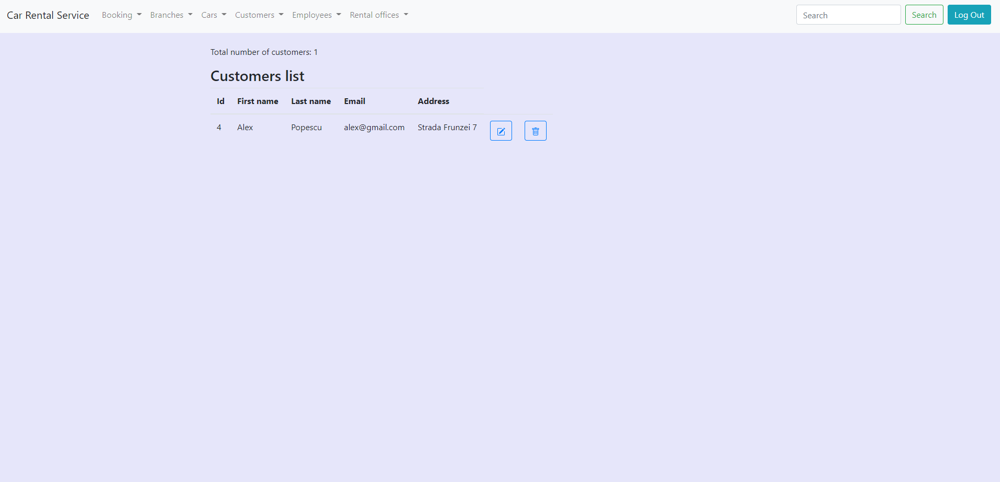 Car Rental Service Booking Branches Cars Customers Employees Rental offices Search Search Log Out
Total number of customers: 1
Customers list
Id First name Last name Email Address
4 Alex Popescu alex@gmail.com Strada Frunzei 7